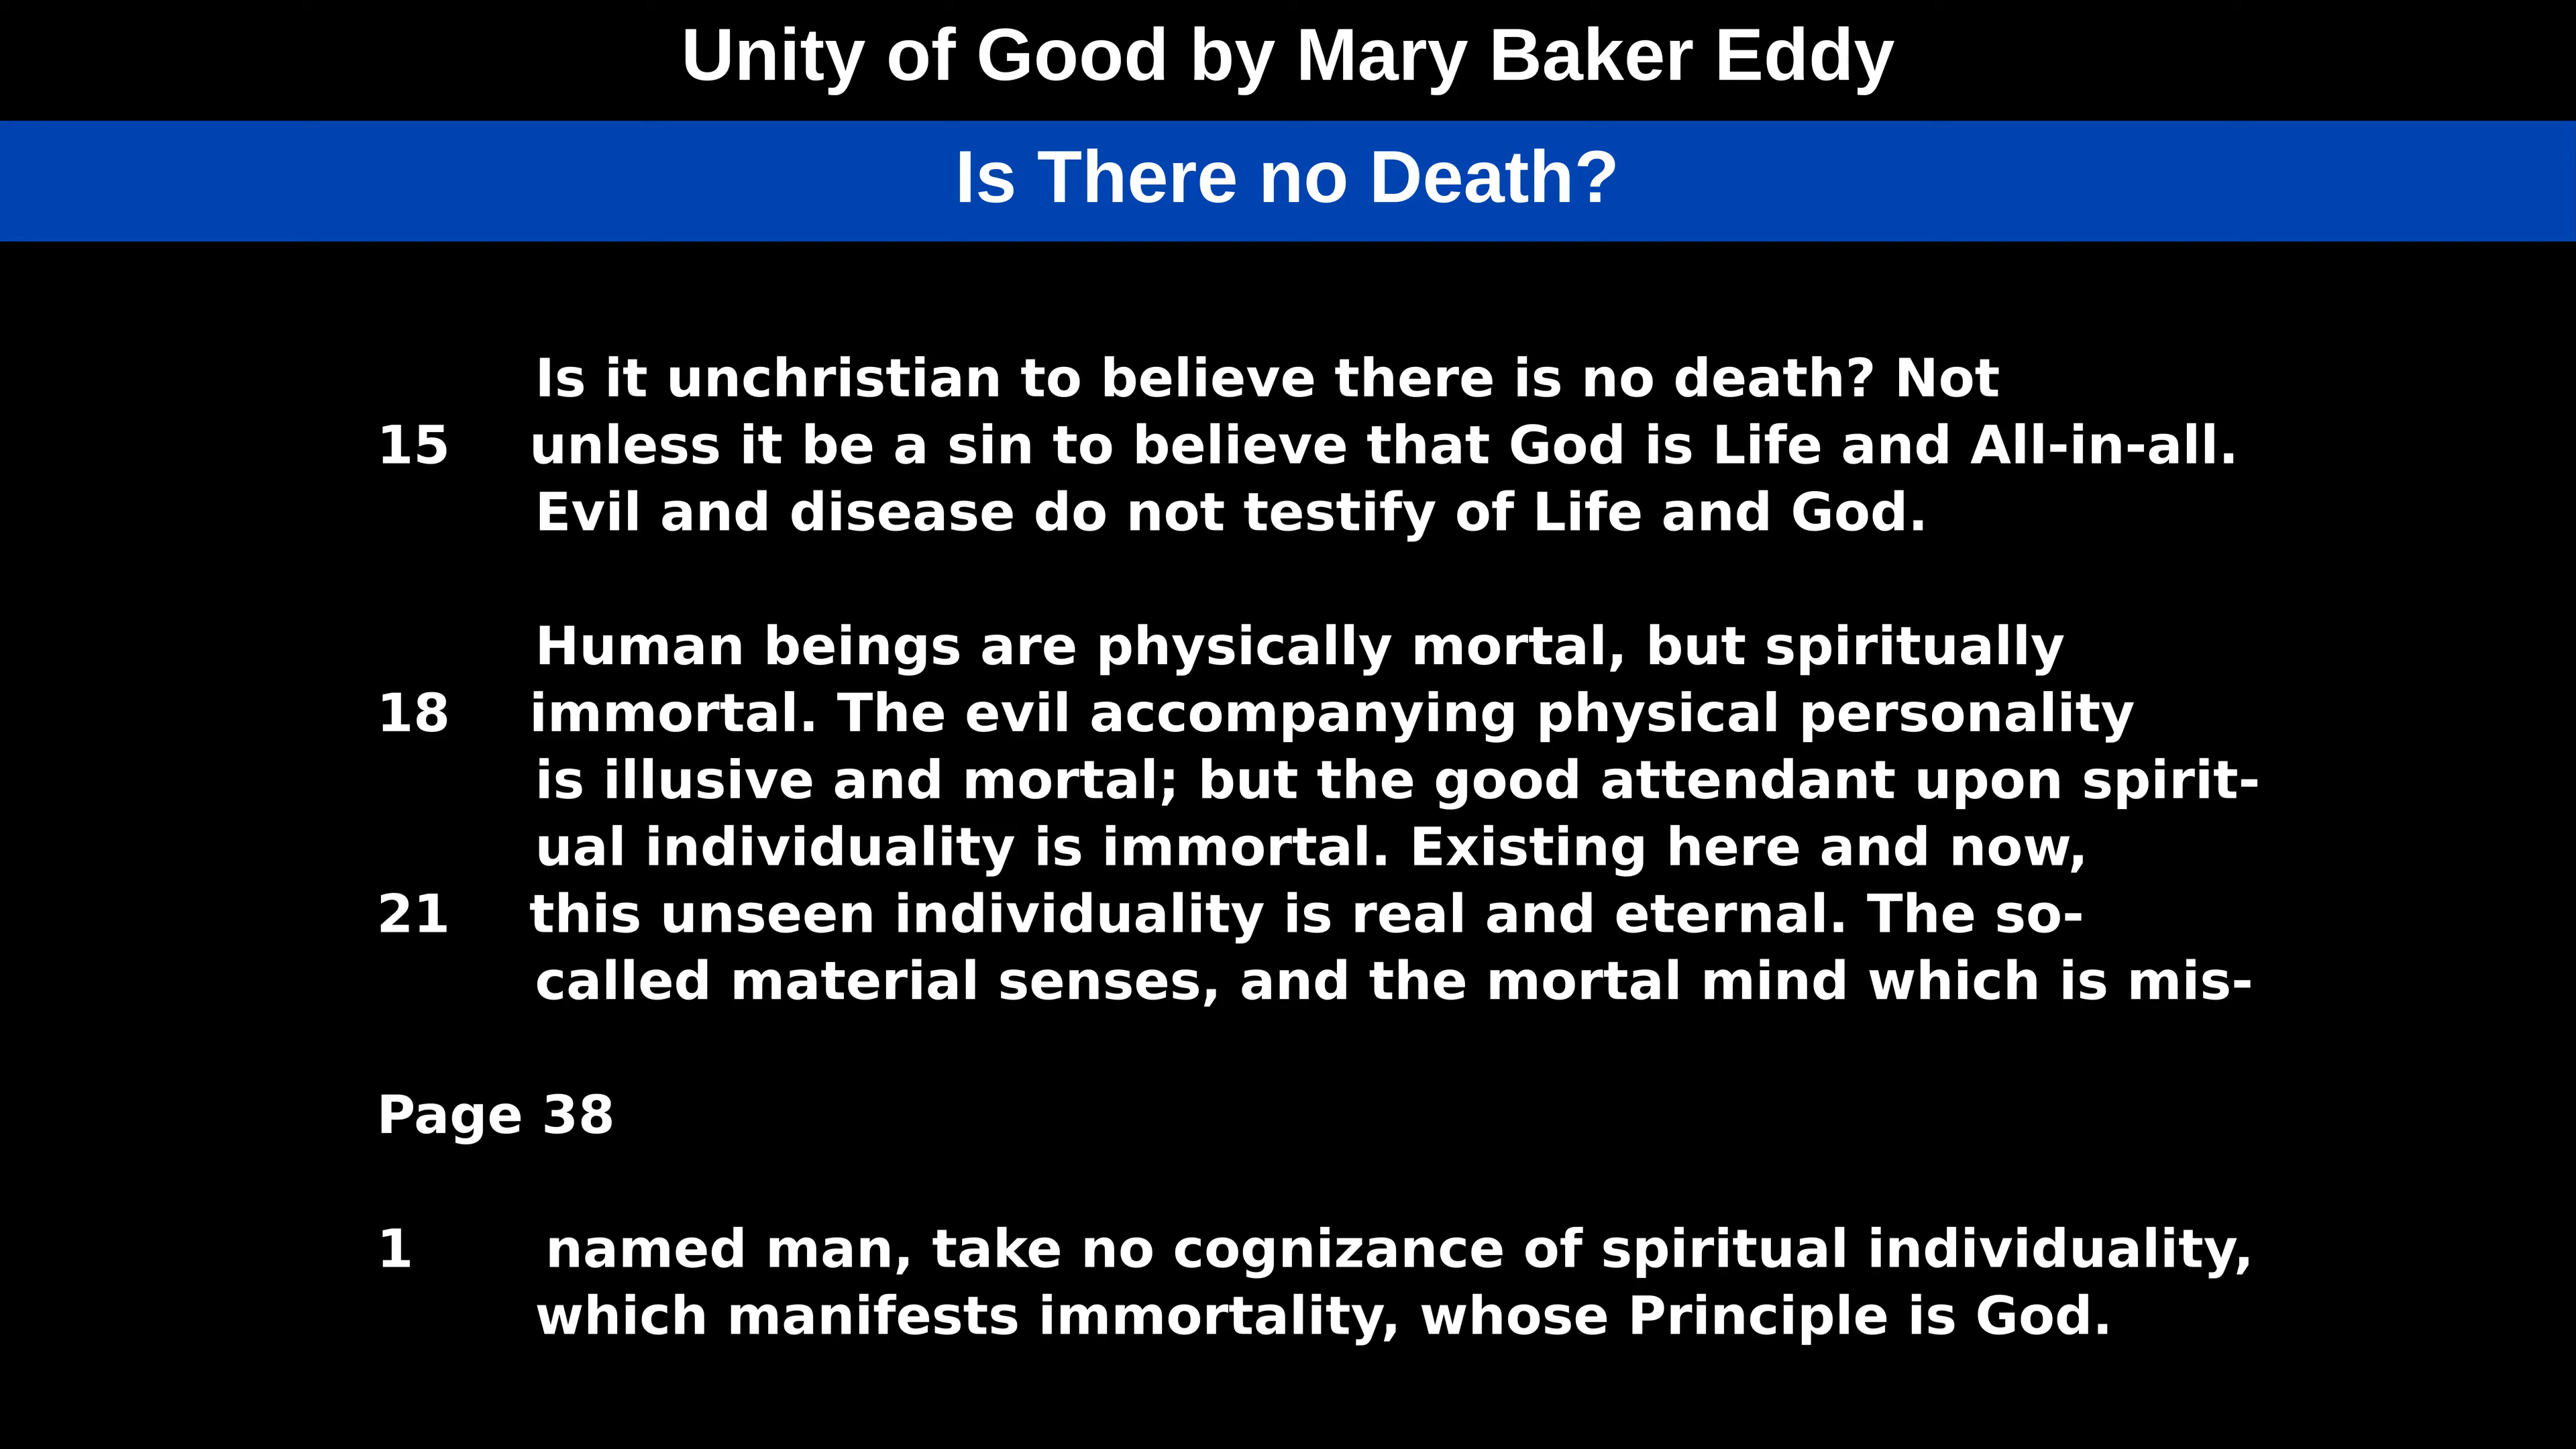 Unity of Good by Mary Baker Eddy
Is There no Death?
Is it unchristian to believe there is no death? Not
15 unless it be a sin to believe that God is Life and All-in-all.
Evil and disease do not testify of Life and God.
Human beings are physically mortal, but spiritually
18 immortal. The evil accompanying physical personality
is illusive and mortal; but the good attendant upon spirit-
ual individuality is immortal. Existing here and now,
21 this unseen individuality is real and eternal. The so-
called material senses, and the mortal mind which is mis-
Page 38
1 named man, take no cognizance of spiritual individuality,
which manifests immortality, whose Principle is God.